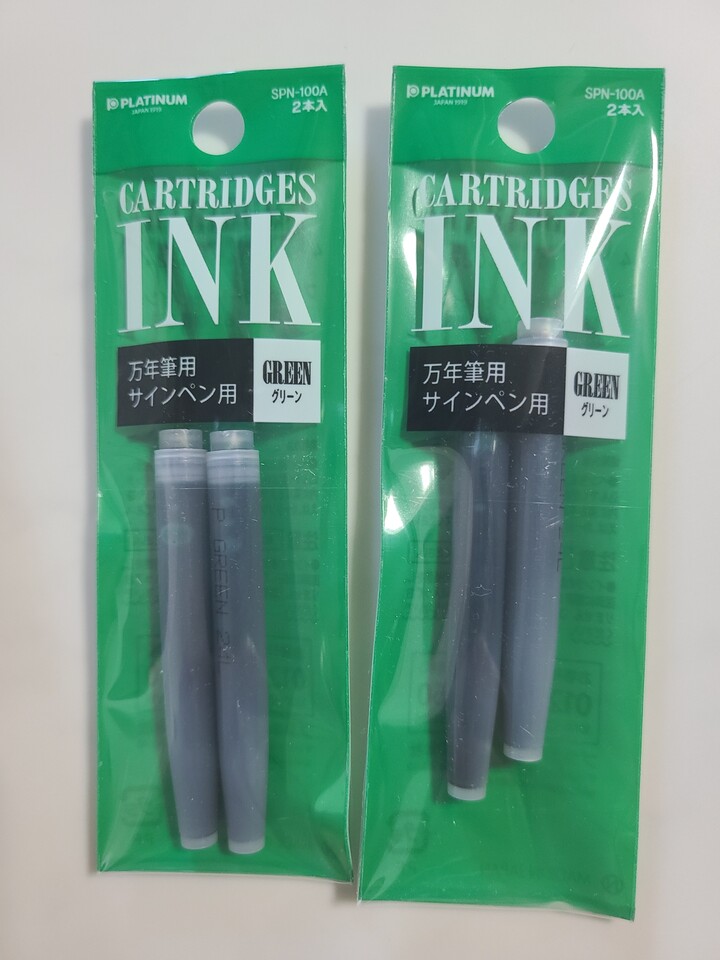 PLATINUM
JAPAN 1919
SPN-100A
2本入
CARTRIDGES
INK
万年筆用
サインペン用
GREEN
グリーン
P GREEN
PLATINUM
JAPAN 1919
SPN-100A
2本入
CARTRIDGES
INK
万年筆用
サインペン用
GREEN
グリーン